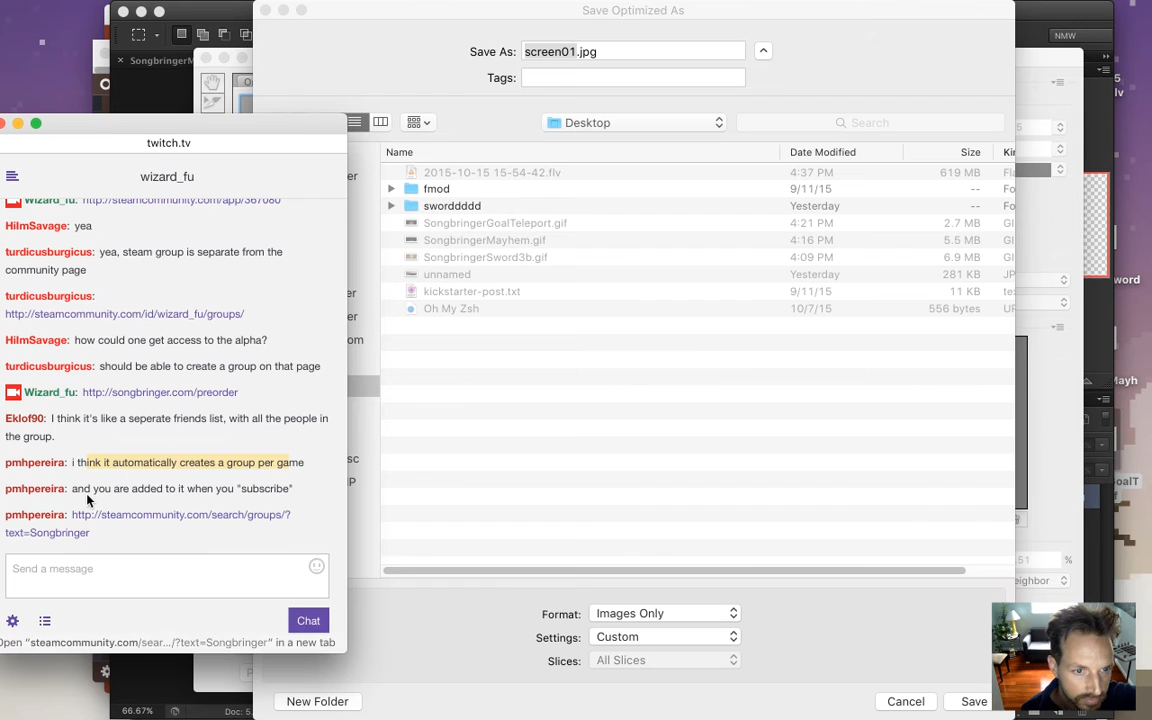 Save Optimized As
NMW
Save As: screen01.jpg
Tags:
Desktop
Search
Name Date Modified Size
2015-10-15 15-54-42.flv 4:37 PM 619 MB
fmod 9/11/15 --
sworddddd Yesterday --
SongbringerGoalTeleport.gif 4:21 PM 2.7 MB
SongbringerMayhem.gif 4:16 PM 5.5 MB
SongbringerSword3b.gif 4:09 PM 6.9 MB
unnamed Yesterday 281 KB
kickstarter-post.txt 9/11/15 11 KB
Oh My Zsh 10/7/15 556 bytes
Format: Images Only
Settings: Custom
Slices: All Slices
New Folder
Cancel
Save
twitch.tv
wizard_fu
Wizard_fu: http://steamcommunity.com/app/367080
HilmSavage: yea
turdicusburgicus: yea, steam group is separate from the
community page
turdicusburgicus:
http://steamcommunity.com/id/wizard_fu/groups/
HilmSavage: how could one get access to the alpha?
turdicusburgicus: should be able to create a group on that page
Wizard_fu: http://songbringer.com/preorder
Eklof90: I think it's like a seperate friends list, with all the people in
the group.
pmhpereira: i think it automatically creates a group per game
pmhpereira: and you are added to it when you "subscribe"
pmhpereira: http://steamcommunity.com/search/groups/?
text=Songbringer
Send a message
Chat
Open "steamcommunity.com/sear.../?text=Songbringer" in a new tab
66.67%